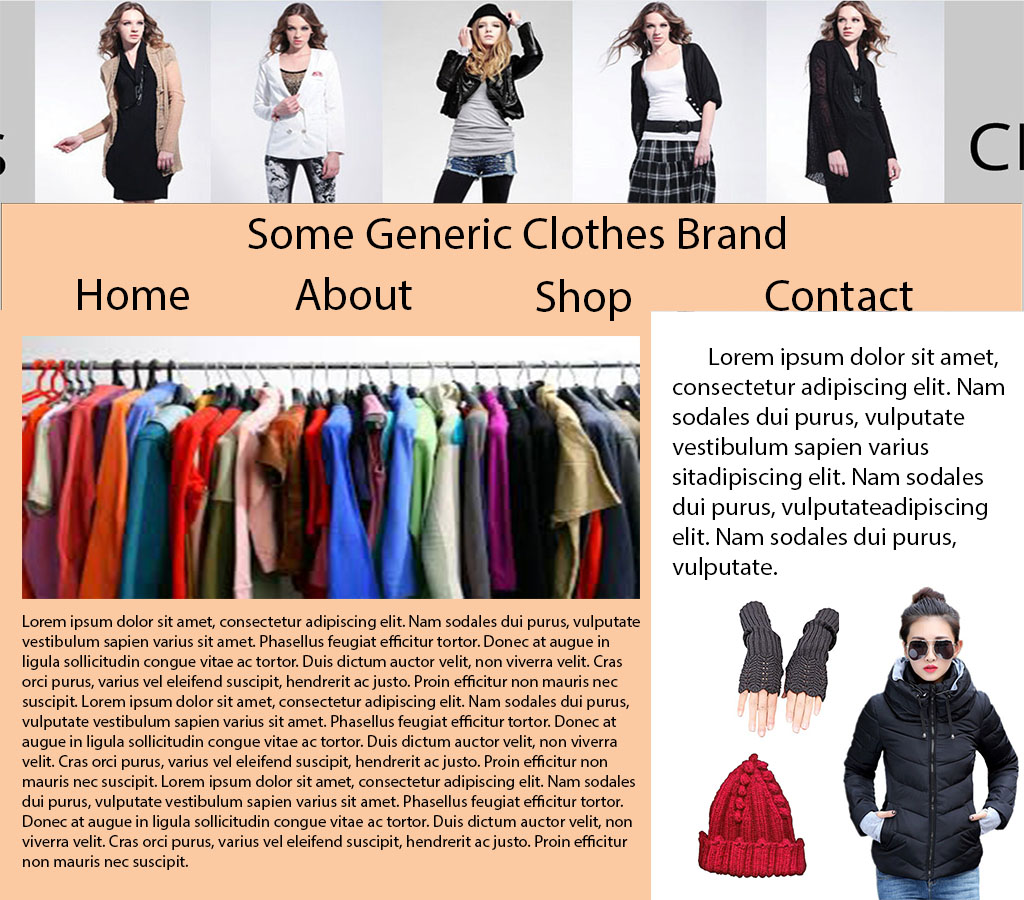 s
Cl
Some Generic Clothes Brand
Home About Shop Contact
Lorem ipsum dolor sit amet,
consectetur adipiscing elit. Nam
sodales dui purus, vulputate
vestibulum sapien varius
sitadipiscing elit. Nam sodales
dui purus, vulputateadipiscing
elit. Nam sodales dui purus,
vulputate.
Lorem ipsum dolor sit amet, consectetur adipiscing elit. Nam sodales dui purus, vulputate
vestibulum sapien varius sit amet. Phasellus feugiat efficitur tortor. Donec at augue in
ligula sollicitudin congue vitae ac tortor. Duis dictum auctor velit, non viverra velit. Cras
orci purus, varius vel eleifend suscipit, hendrerit ac justo. Proin efficitur non mauris nec
suscipit. Lorem ipsum dolor sit amet, consectetur adipiscing elit. Nam sodales dui purus,
vulputate vestibulum sapien varius sit amet. Phasellus feugiat efficitur tortor. Donec at
augue in ligula sollicitudin congue vitae ac tortor. Duis dictum auctor velit, non viverra
velit. Cras orci purus, varius vel eleifend suscipit, hendrerit ac justo. Proin efficitur non
mauris nec suscipit. Lorem ipsum dolor sit amet, consectetur adipiscing elit. Nam sodales
dui purus, vulputate vestibulum sapien varius sit amet. Phasellus feugiat efficitur tortor.
Donec at augue in ligula sollicitudin congue vitae ac tortor. Duis dictum auctor velit, non
viverra velit. Cras orci purus, varius vel eleifend suscipit, hendrerit ac justo. Proin efficitur
non mauris nec suscipit.